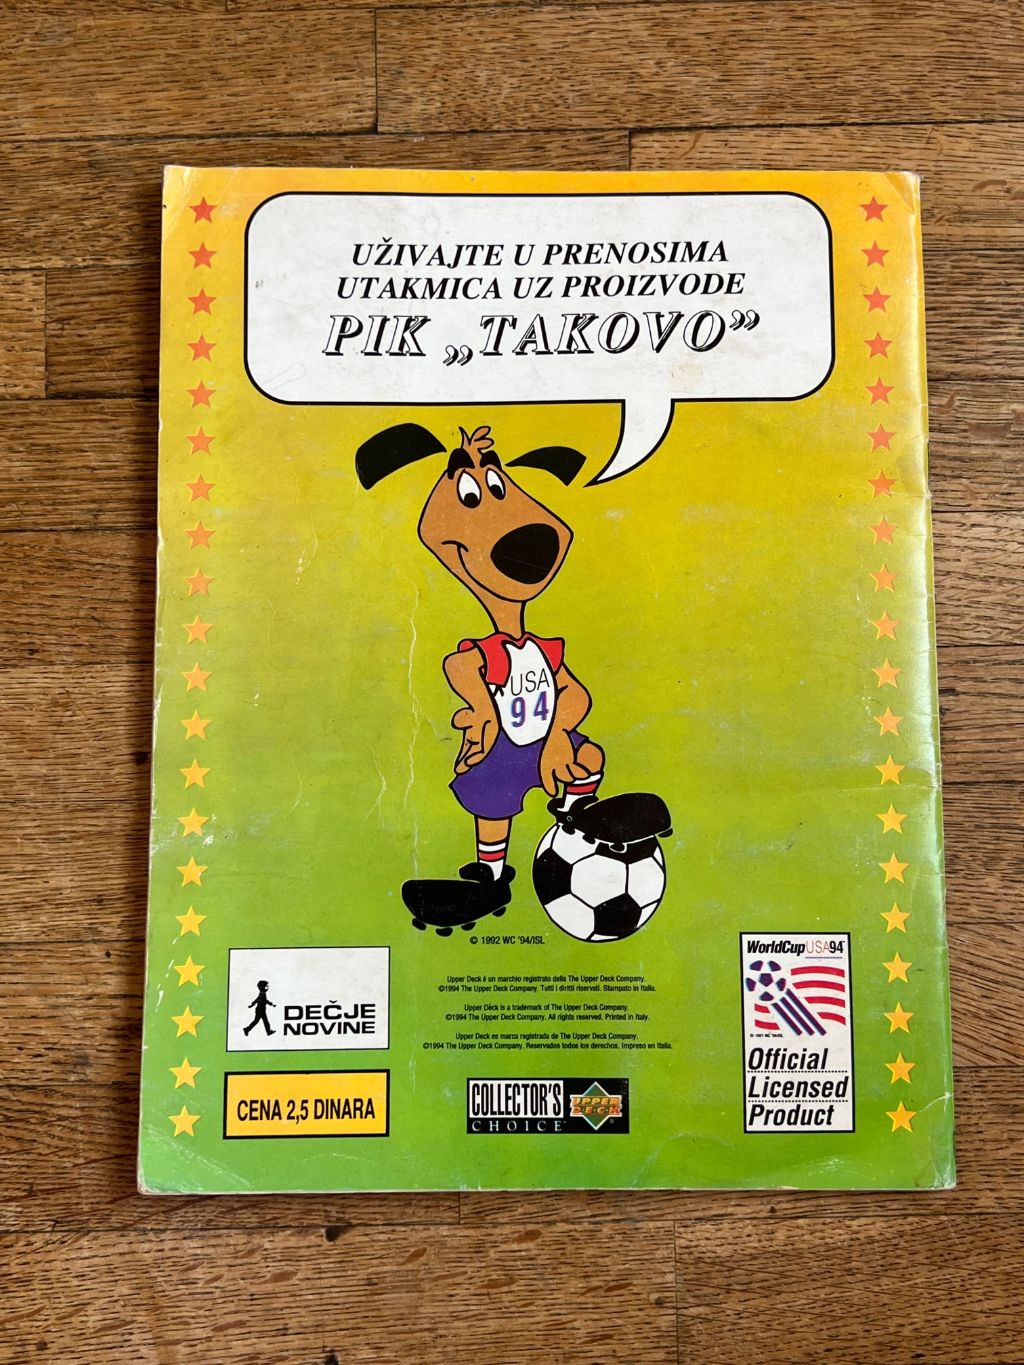 UŽIVAJTE U PRENOSIMA
UTAKMICA UZ PROIZVODE
PIK „TAKOVO”
USA
94
© 1992 WC '94/ISL
Upper Deck è un marchio registrato della The Upper Deck Company.
©1994 The Upper Deck Company. Tutti i diritti riservati. Stampato in Italia.
Upper Deck is a trademark of The Upper Deck Company.
©1994 The Upper Deck Company. All rights reserved. Printed in Italy.
Upper Deck es marca registrada de The Upper Deck Company.
©1994 The Upper Deck Company. Reservados todos los derechos. Impreso en Italia.
DEČJE
NOVINE
CENA 2,5 DINARA
COLLECTOR'S
CHOICE
UPPER
DECK
WorldCupUSA94
© 1991 WC '94/ISL
Official
Licensed
Product